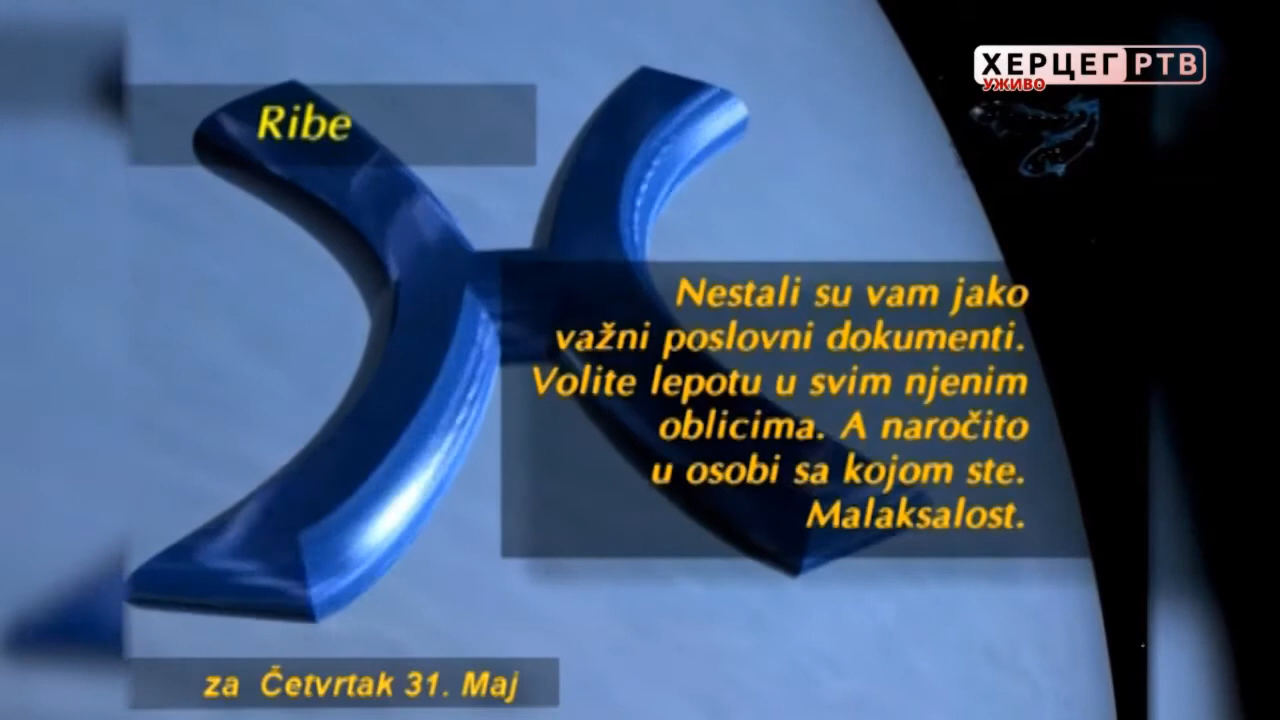 ХЕРЦЕГ РТВ
УЖИВО
Ribe
Nestali su vam jako
važni poslovni dokumenti.
Volite lepotu u svim njenim
oblicima. A naročito
u osobi sa kojom ste.
Malaksalost.
za Četvrtak 31. Maj